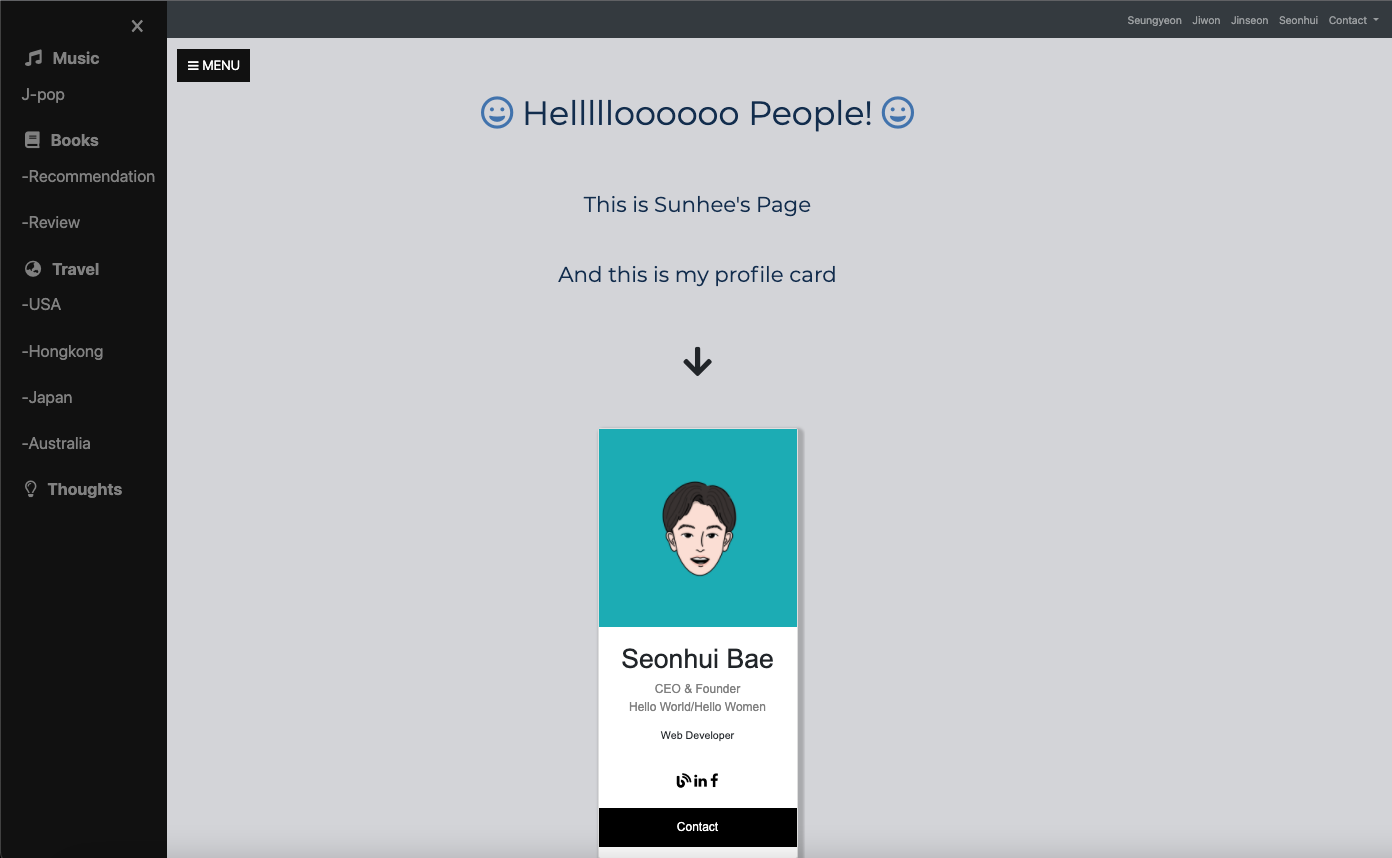 Seungyeon Jiwon Jinseon Seonhui Contact
×
Music
J-pop
Books
-Recommendation
-Review
Travel
-USA
-Hongkong
-Japan
-Australia
Thoughts
MENU
Hellllloooooo People!
This is Sunhee's Page
And this is my profile card
Seonhui Bae
CEO & Founder
Hello World/Hello Women
Web Developer
in f
Contact